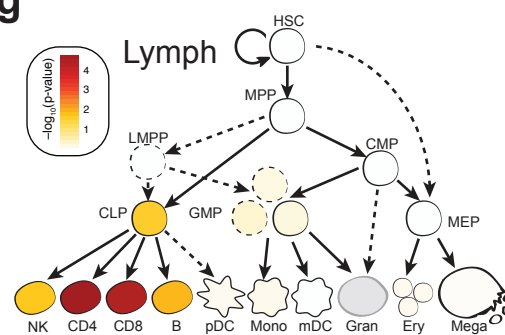 g
Lymph
HSC
–log10(p-value)
4
3
2
1
MPP
LMPP
CMP
CLP
GMP
MEP
NK CD4 CD8 B pDC Mono mDC Gran Ery Mega